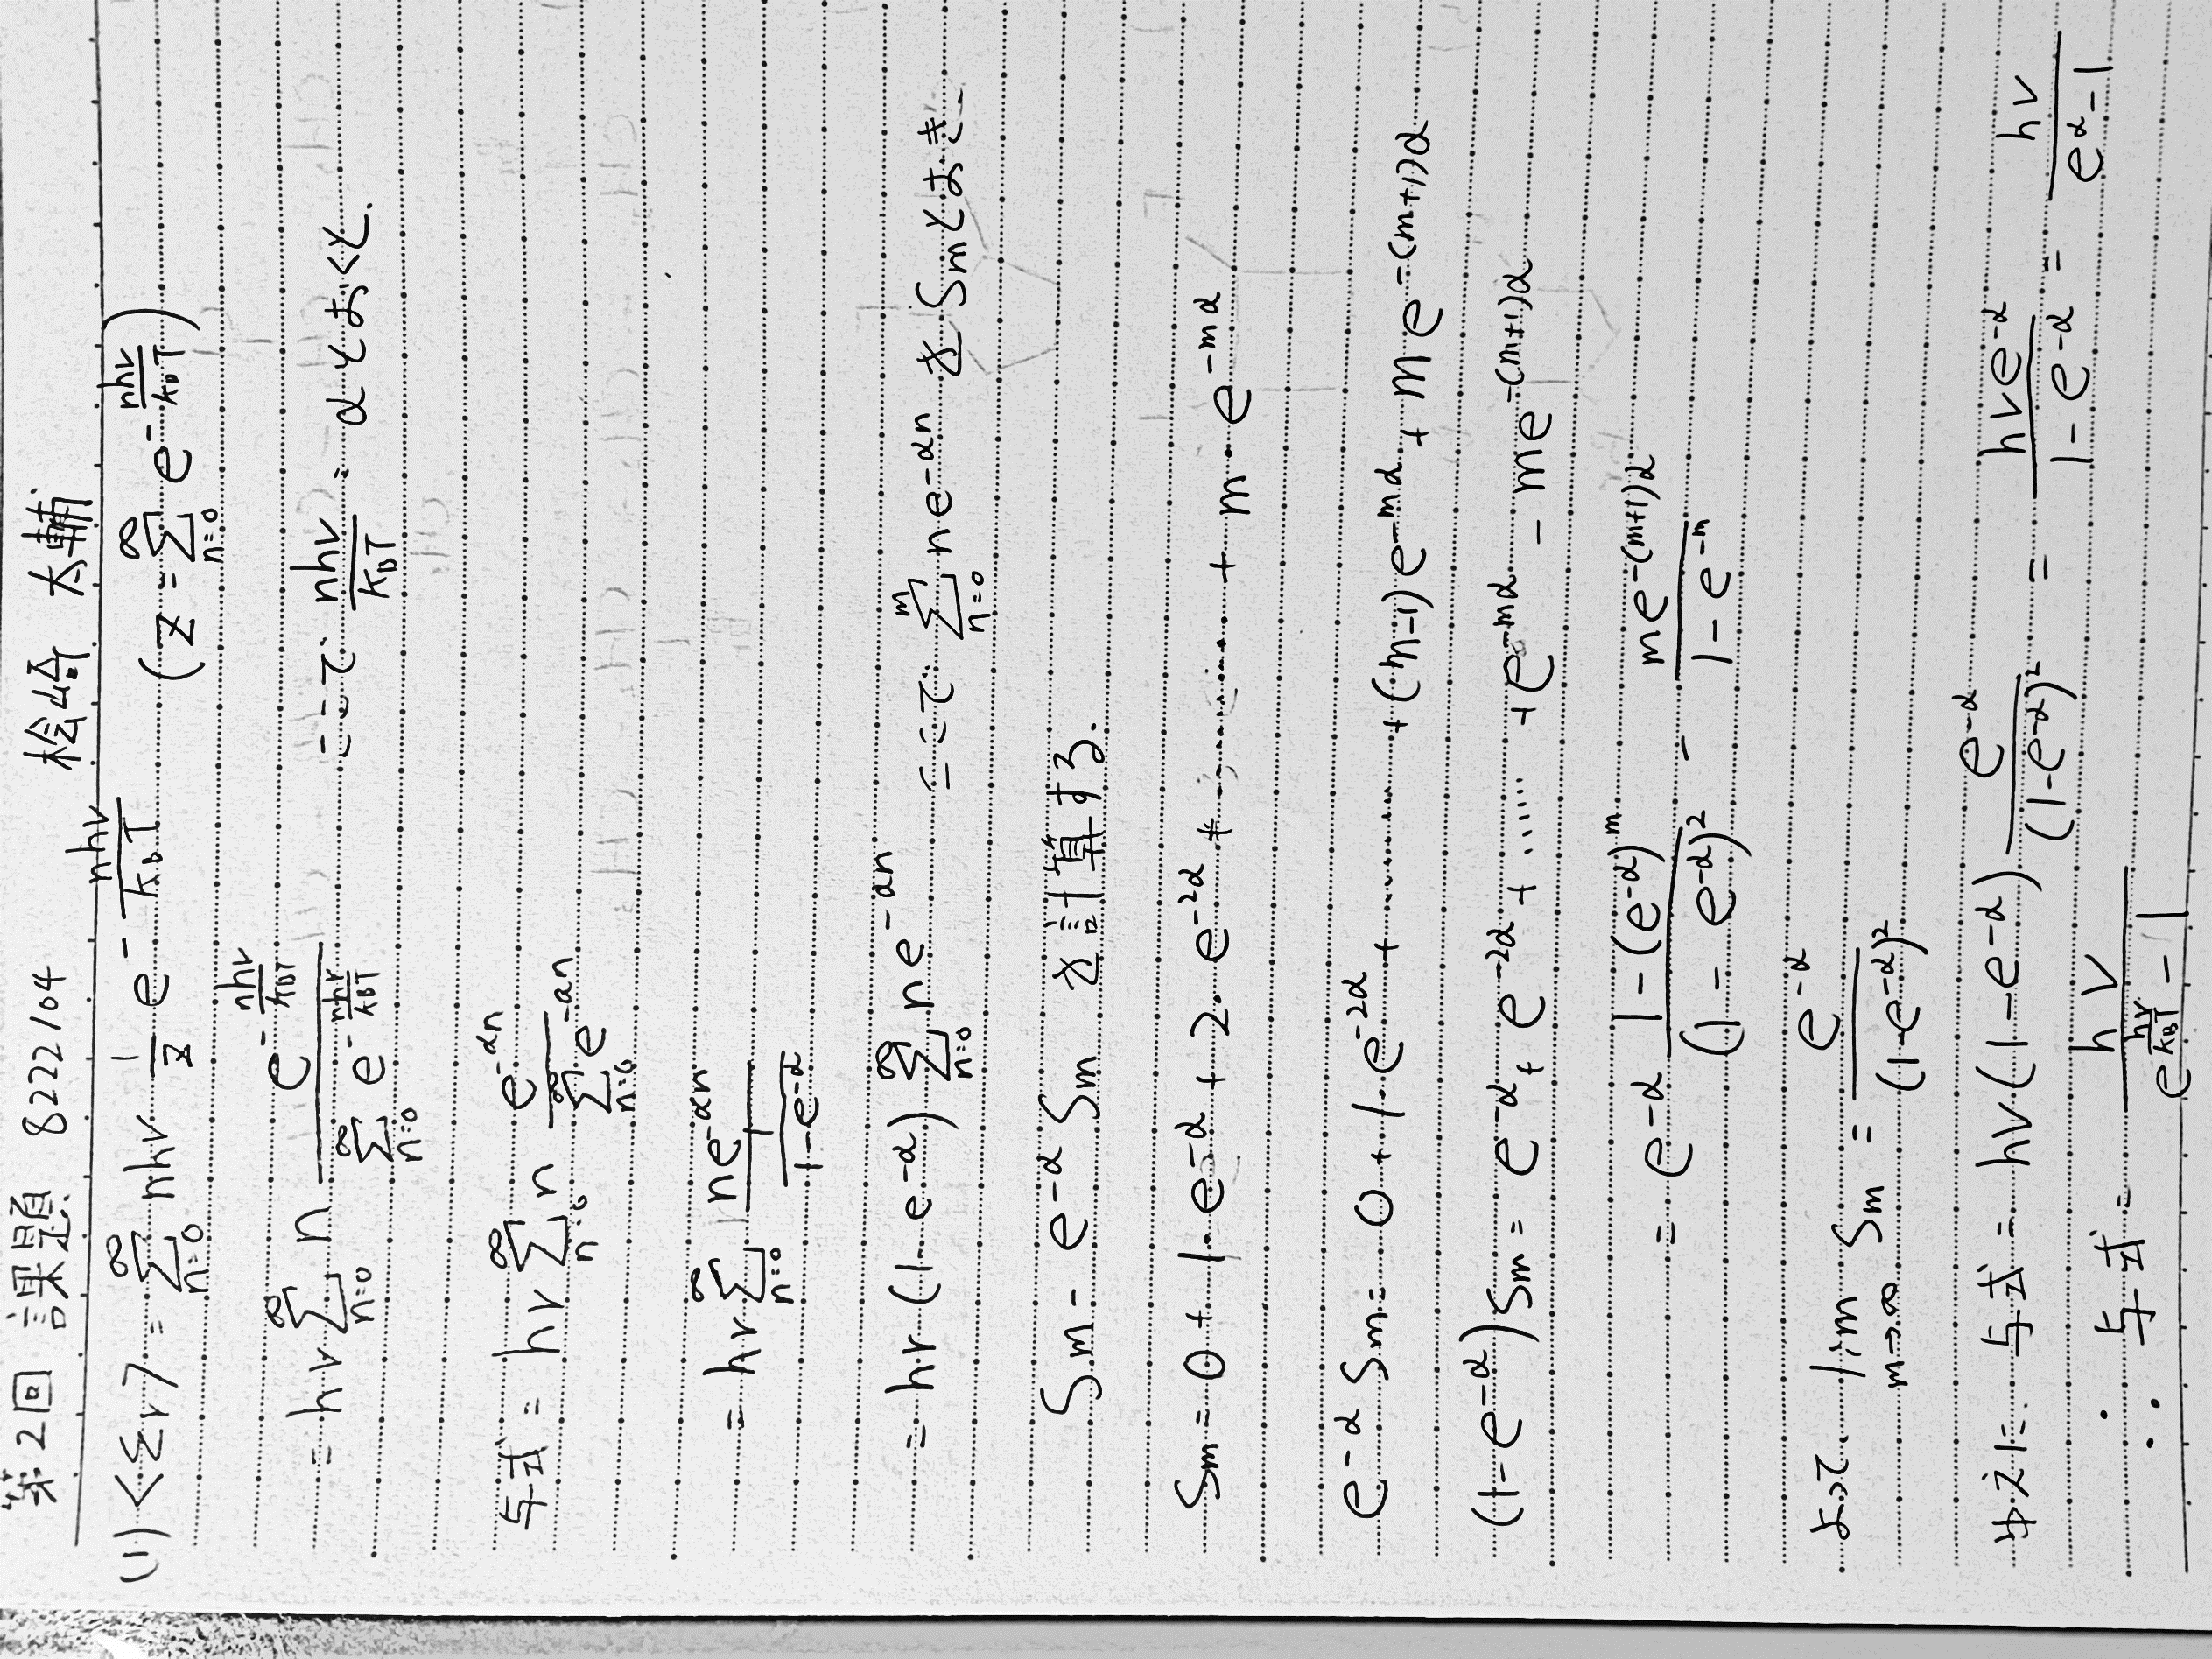 第2回 課題 8222104 桧崎 大輔
(1) <Σν> = Σ_{n=0}^{∞} nhν 1/z e^{-nhν/k_bT} (z = Σ_{n=0}^{∞} e^{-nhν/k_bT})
= hν Σ_{n=0}^{∞} n e^{-nhν/k_BT} / Σ_{n=0}^{∞} e^{-nhν/k_BT} ここで nhν/k_bT = α とおくと.
与式 = hν Σ_{n=0}^{∞} n e^{-αn} / Σ_{n=0}^{∞} e^{-αn}
= hν Σ_{n=0}^{∞} ne^{-αn} / (1/(1-e^{-α}))
= hν (1-e^{-α}) Σ_{n=0}^{∞} ne^{-αn} ここで Σ_{n=0}^{m} ne^{-αn} を Smとおき、
Sm - e^{-α} Sm を計算する.
Sm = 0 + 1·e^{-α} + 2·e^{-2α} + ...... + m·e^{-mα}
e^{-α} Sm = 0 + 1·e^{-2α} + ...... + (m-1)e^{-mα} + me^{-(m+1)α}
(1-e^{-α})Sm = e^{-α} + e^{-2α} + ...... + e^{-mα} - me^{-(m+1)α}
= e^{-α} (1-(e^{-α})^m)/(1-e^{-α})^2 - me^{-(m+1)α}/(1-e^{-m})
よって lim_{m→∞} Sm = e^{-α}/(1-e^{-α})^2
ゆえに 与式 = hν(1-e^{-α}) e^{-α}/(1-e^{-α})^2 = hνe^{-α}/(1-e^{-α}) = hν/(e^α-1)
∴ 与式 = hν/(e^{hν/k_BT}-1)